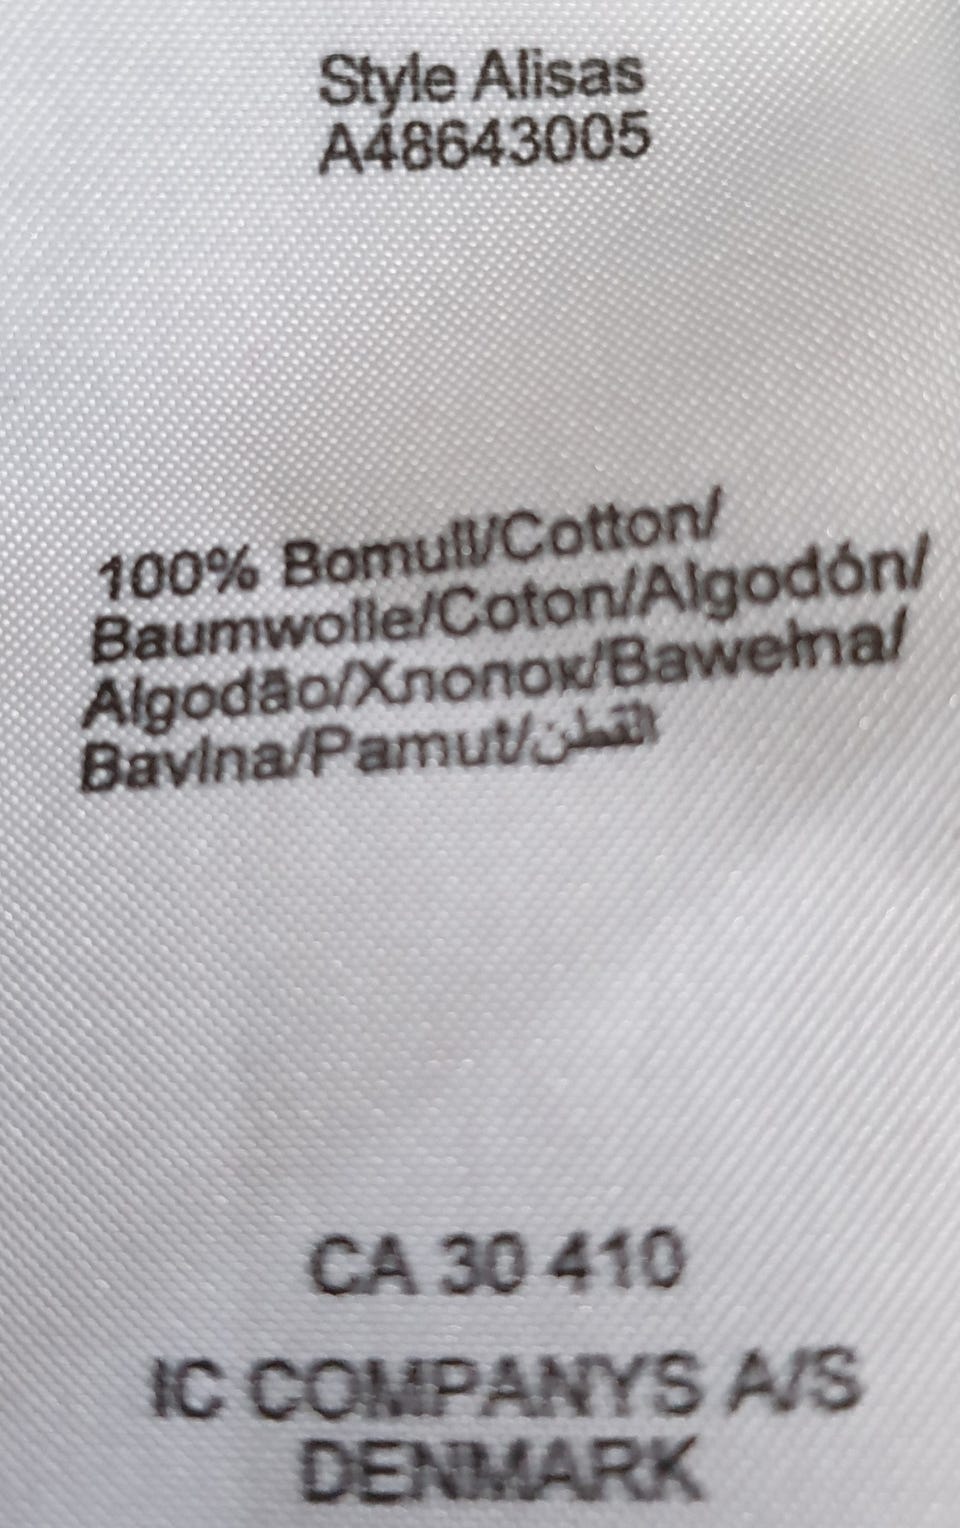 Style Alisas
A48643005
100% Bomull/Cotton/
Baumwolle/Coton/Algodón/
Algodão/Хлопок/Bawełna/
Bavlna/Pamut/القطن
CA 30 410
IC COMPANYS A/S
DENMARK